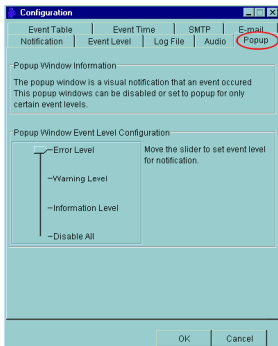 Configuration
Event Table Event Time SMTP E-mail
Notification Event Level Log File Audio Popup
Popup Window Information
The popup window is a visual notification that an event occured
This popup windows can be disabled or set to popup for only
certain event levels.
Popup Window Event Level Configuration
Error Level
Move the slider to set event level
for notification.
Warning Level
Information Level
Disable All
OK Cancel